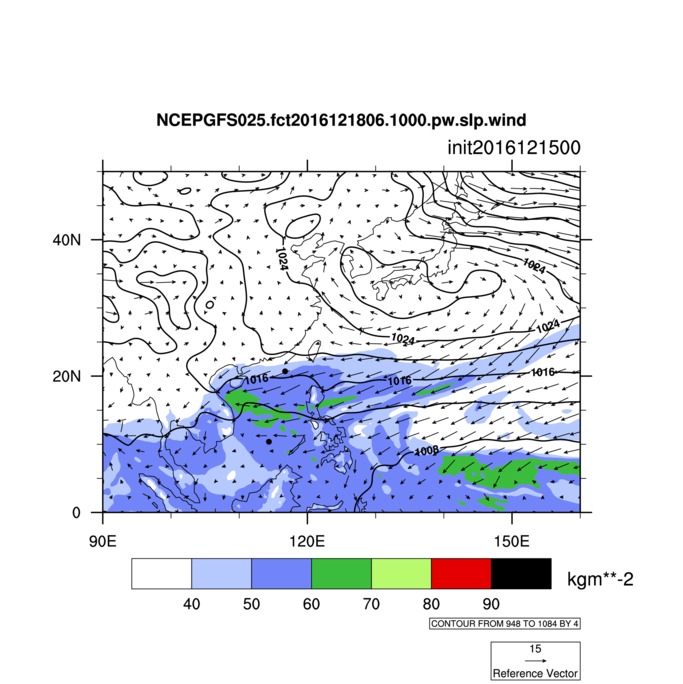 NCEPGFS025.fct2016121806.1000.pw.slp.wind
init2016121500
40N
1024
1024
1024
1024
20N
1016
1016
1016
1008
0
90E 120E 150E
kgm**-2
40 50 60 70 80 90
CONTOUR FROM 948 TO 1084 BY 4
15
Reference Vector